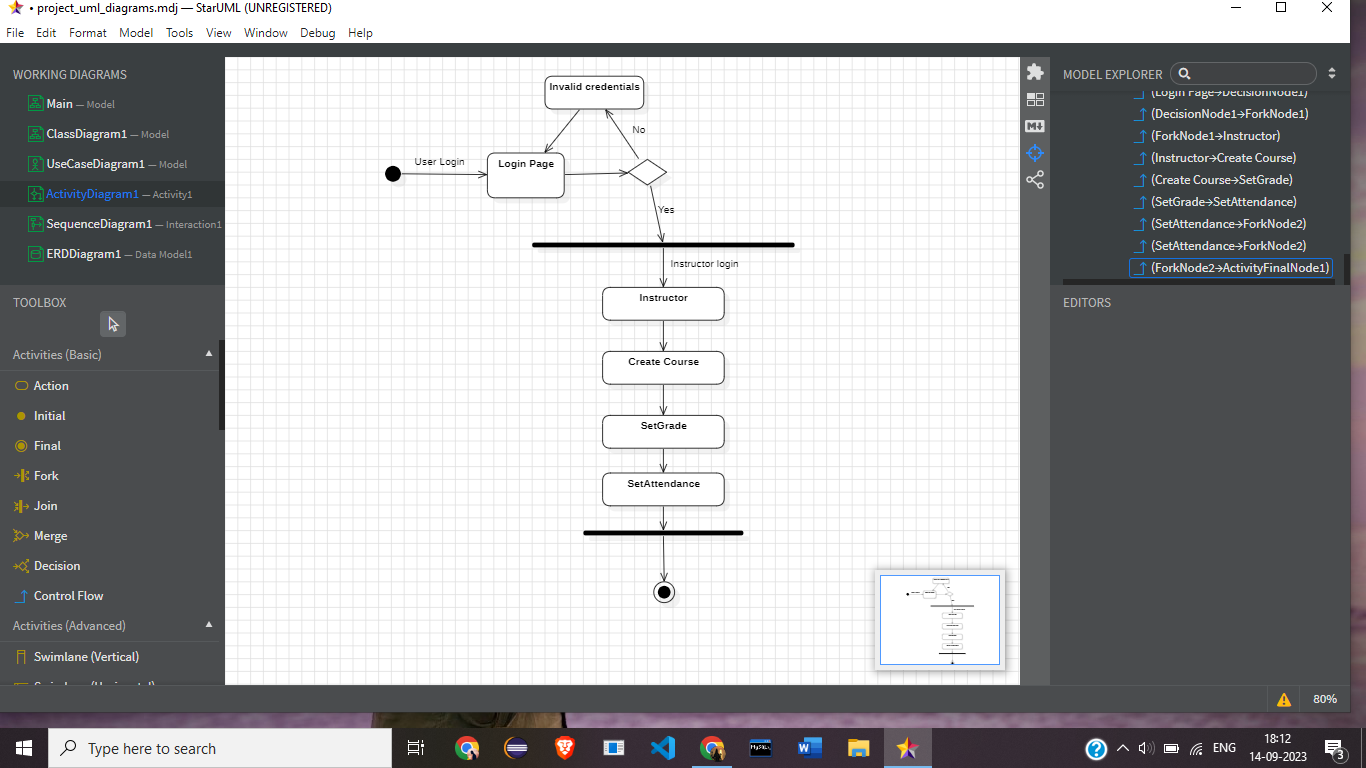 • project_uml_diagrams.mdj — StarUML (UNREGISTERED)
File Edit Format Model Tools View Window Debug Help
WORKING DIAGRAMS
Main — Model
ClassDiagram1 — Model
UseCaseDiagram1 — Model
ActivityDiagram1 — Activity1
SequenceDiagram1 — Interaction1
ERDDiagram1 — Data Model1
TOOLBOX
Activities (Basic)
Action
Initial
Final
Fork
Join
Merge
Decision
Control Flow
Activities (Advanced)
Swimlane (Vertical)
Swimlane (Horizontal)
Invalid credentials
No
User Login
Login Page
Yes
Instructor login
Instructor
Create Course
SetGrade
SetAttendance
MODEL EXPLORER
(Login Page→DecisionNode1)
(DecisionNode1→ForkNode1)
(ForkNode1→Instructor)
(Instructor→Create Course)
(Create Course→SetGrade)
(SetGrade→SetAttendance)
(SetAttendance→ForkNode2)
(SetAttendance→ForkNode2)
(ForkNode2→ActivityFinalNode1)
EDITORS
80%
Type here to search
MySQL
ENG
18:12
14-09-2023
3